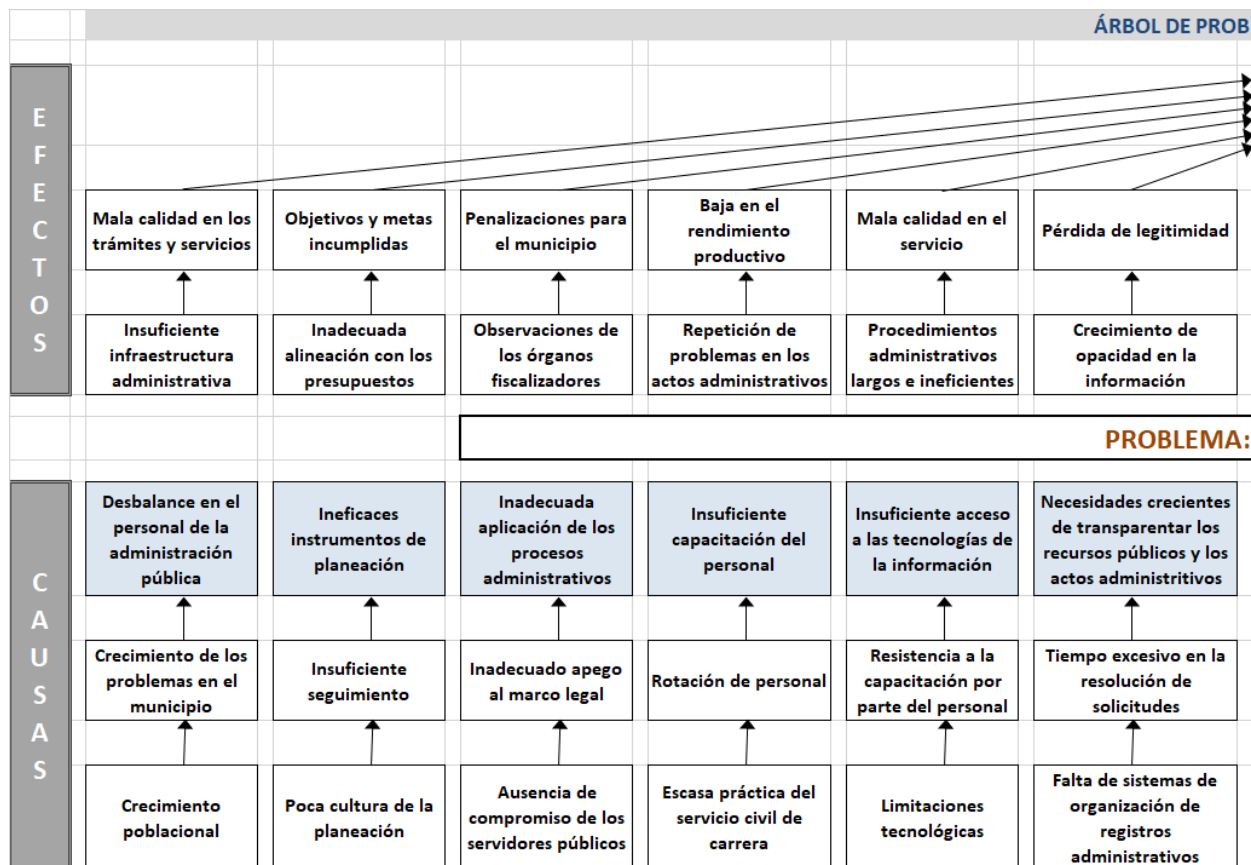 ÁRBOL DE PROB
E
F
E
C
T
O
S
Mala calidad en los
trámites y servicios
Objetivos y metas
incumplidas
Penalizaciones para
el municipio
Baja en el
rendimiento
productivo
Mala calidad en el
servicio
Pérdida de legitimidad
Insuficiente
infraestructura
administrativa
Inadecuada
alineación con los
presupuestos
Observaciones de
los órganos
fiscalizadores
Repetición de
problemas en los
actos administrativos
Procedimientos
administrativos
largos e ineficientes
Crecimiento de
opacidad en la
información
PROBLEMA:
C
A
U
S
A
S
Desbalance en el
personal de la
administración
pública
Ineficaces
instrumentos de
planeación
Inadecuada
aplicación de los
procesos
administrativos
Insuficiente
capacitación del
personal
Insuficiente acceso
a las tecnologías de
la información
Necesidades crecientes
de transparentar los
recursos públicos y los
actos administritivos
Crecimiento de los
problemas en el
municipio
Insuficiente
seguimiento
Inadecuado apego
al marco legal
Rotación de personal
Resistencia a la
capacitación por
parte del personal
Tiempo excesivo en la
resolución de
solicitudes
Crecimiento
poblacional
Poca cultura de la
planeación
Ausencia de
compromiso de los
servidores públicos
Escasa práctica del
servicio civil de
carrera
Limitaciones
tecnológicas
Falta de sistemas de
organización de
registros
administrativos